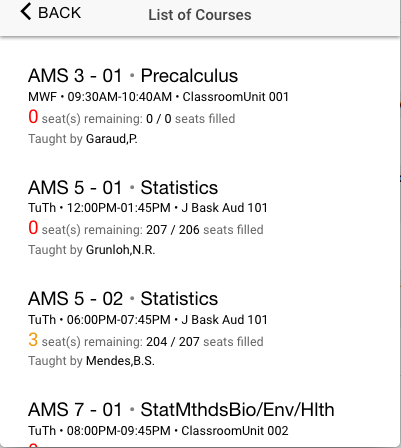 BACK
List of Courses
AMS 3 - 01 • Precalculus
MWF • 09:30AM-10:40AM • ClassroomUnit 001
0 seat(s) remaining: 0 / 0 seats filled
Taught by Garaud,P.
AMS 5 - 01 • Statistics
TuTh • 12:00PM-01:45PM • J Bask Aud 101
0 seat(s) remaining: 207 / 206 seats filled
Taught by Grunloh,N.R.
AMS 5 - 02 • Statistics
TuTh • 06:00PM-07:45PM • J Bask Aud 101
3 seat(s) remaining: 204 / 207 seats filled
Taught by Mendes,B.S.
AMS 7 - 01 • StatMthdsBio/Env/Hlth
TuTh • 08:00PM-09:45PM • ClassroomUnit 002